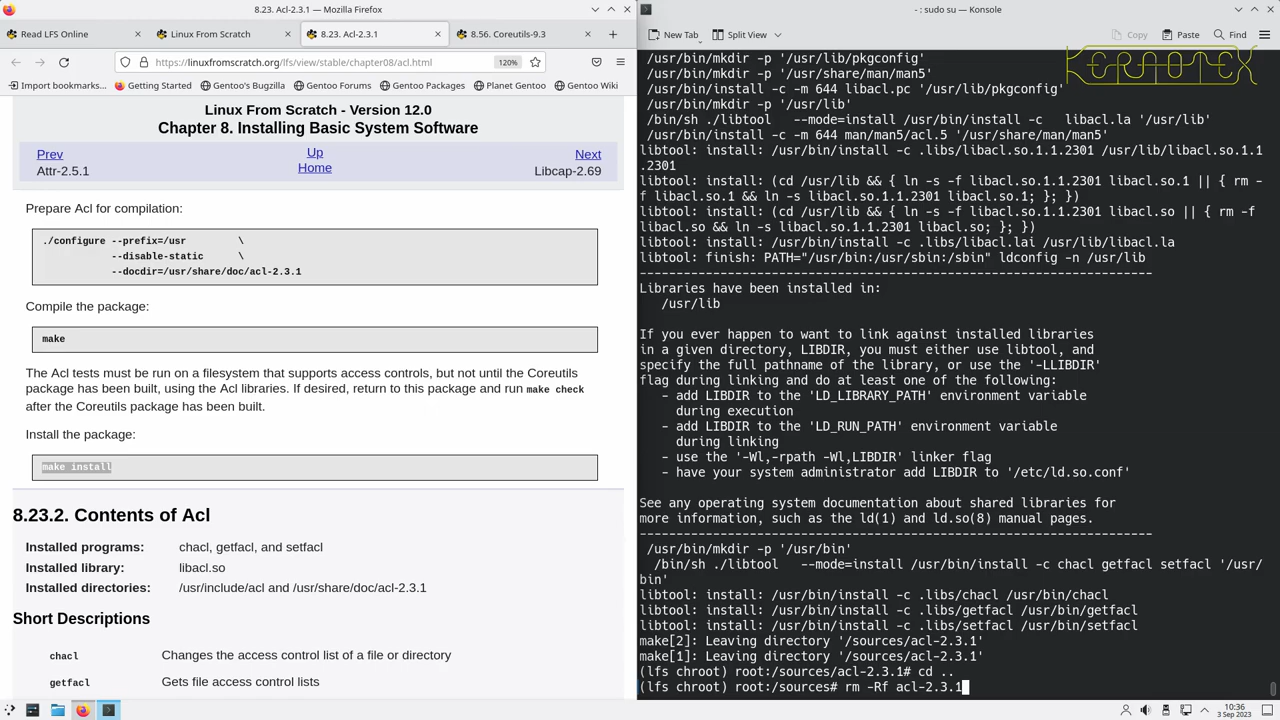 8.23. Acl-2.3.1 — Mozilla Firefox
Read LFS Online
Linux From Scratch
8.23. Acl-2.3.1
8.56. Coreutils-9.3
https://linuxfromscratch.org/lfs/view/stable/chapter08/acl.html
120%
Import bookmarks...
Getting Started
Gentoo's Bugzilla
Gentoo Forums
Gentoo Packages
Planet Gentoo
Gentoo Wiki
Linux From Scratch - Version 12.0
Chapter 8. Installing Basic System Software
Prev
Up
Next
Attr-2.5.1
Home
Libcap-2.69
Prepare Acl for compilation:
./configure --prefix=/usr \
--disable-static \
--docdir=/usr/share/doc/acl-2.3.1
Compile the package:
make
The Acl tests must be run on a filesystem that supports access controls, but not until the Coreutils
package has been built, using the Acl libraries. If desired, return to this package and run make check
after the Coreutils package has been built.
Install the package:
make install
8.23.2. Contents of Acl
Installed programs: chacl, getfacl, and setfacl
Installed library: libacl.so
Installed directories: /usr/include/acl and /usr/share/doc/acl-2.3.1
Short Descriptions
chacl Changes the access control list of a file or directory
getfacl Gets file access control lists
- : sudo su — Konsole
New Tab
Split View
Copy
Paste
Find
KERNOTEX
/usr/bin/mkdir -p '/usr/lib/pkgconfig'
/usr/bin/mkdir -p '/usr/share/man/man5'
/usr/bin/install -c -m 644 libacl.pc '/usr/lib/pkgconfig'
/usr/bin/mkdir -p '/usr/lib'
/bin/sh ./libtool --mode=install /usr/bin/install -c libacl.la '/usr/lib'
/usr/bin/install -c -m 644 man/man5/acl.5 '/usr/share/man/man5'
libtool: install: /usr/bin/install -c .libs/libacl.so.1.1.2301 /usr/lib/libacl.so.1.1
.2301
libtool: install: (cd /usr/lib && { ln -s -f libacl.so.1.1.2301 libacl.so.1 || { rm -
f libacl.so.1 && ln -s libacl.so.1.1.2301 libacl.so.1; }; })
libtool: install: (cd /usr/lib && { ln -s -f libacl.so.1.1.2301 libacl.so || { rm -f
libacl.so && ln -s libacl.so.1.1.2301 libacl.so; }; })
libtool: install: /usr/bin/install -c .libs/libacl.lai /usr/lib/libacl.la
libtool: finish: PATH="/usr/bin:/usr/sbin:/sbin" ldconfig -n /usr/lib
----------------------------------------------------------------------
Libraries have been installed in:
/usr/lib
If you ever happen to want to link against installed libraries
in a given directory, LIBDIR, you must either use libtool, and
specify the full pathname of the library, or use the '-LLIBDIR'
flag during linking and do at least one of the following:
- add LIBDIR to the 'LD_LIBRARY_PATH' environment variable
during execution
- add LIBDIR to the 'LD_RUN_PATH' environment variable
during linking
- use the '-Wl,-rpath -Wl,LIBDIR' linker flag
- have your system administrator add LIBDIR to '/etc/ld.so.conf'
See any operating system documentation about shared libraries for
more information, such as the ld(1) and ld.so(8) manual pages.
----------------------------------------------------------------------
/usr/bin/mkdir -p '/usr/bin'
/bin/sh ./libtool --mode=install /usr/bin/install -c chacl getfacl setfacl '/usr/
bin'
libtool: install: /usr/bin/install -c .libs/chacl /usr/bin/chacl
libtool: install: /usr/bin/install -c .libs/getfacl /usr/bin/getfacl
libtool: install: /usr/bin/install -c .libs/setfacl /usr/bin/setfacl
make[2]: Leaving directory '/sources/acl-2.3.1'
make[1]: Leaving directory '/sources/acl-2.3.1'
(lfs chroot) root:/sources/acl-2.3.1# cd ..
(lfs chroot) root:/sources# rm -Rf acl-2.3.1
10:36
3 Sep 2023